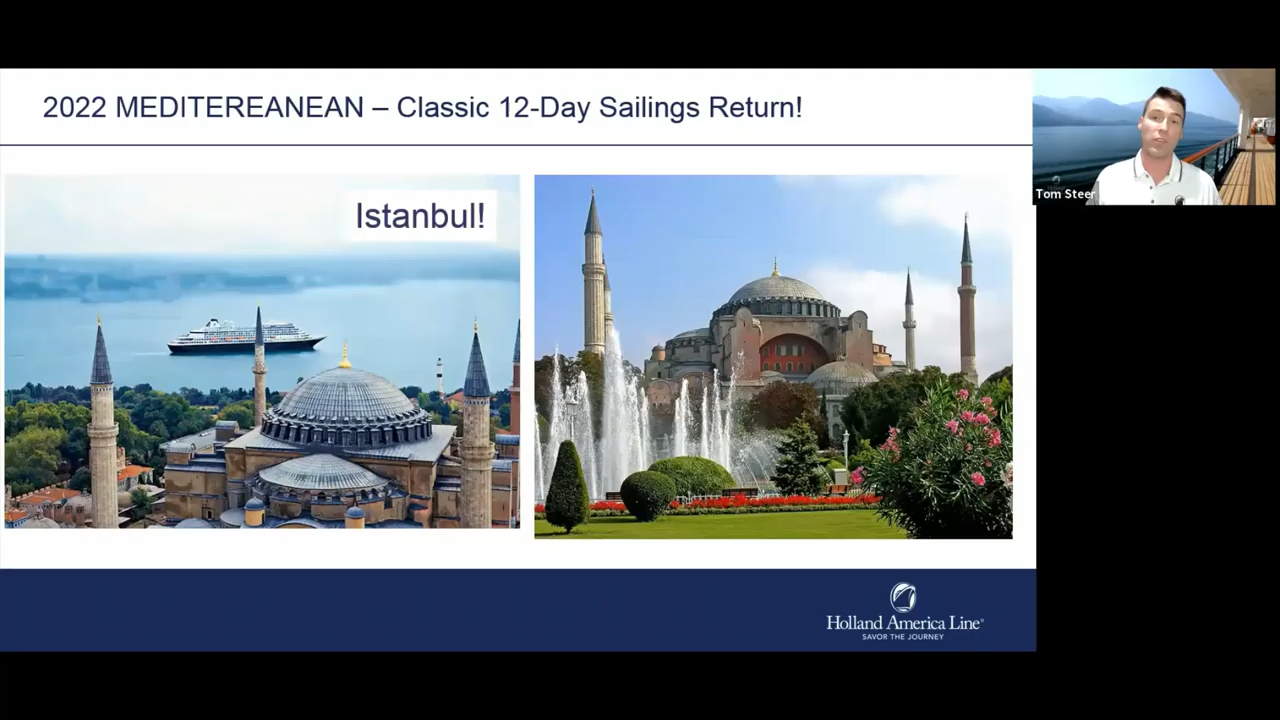 2022 MEDITEREANEAN – Classic 12-Day Sailings Return!
Istanbul!
Tom Steer
Holland America Line®
SAVOR THE JOURNEY